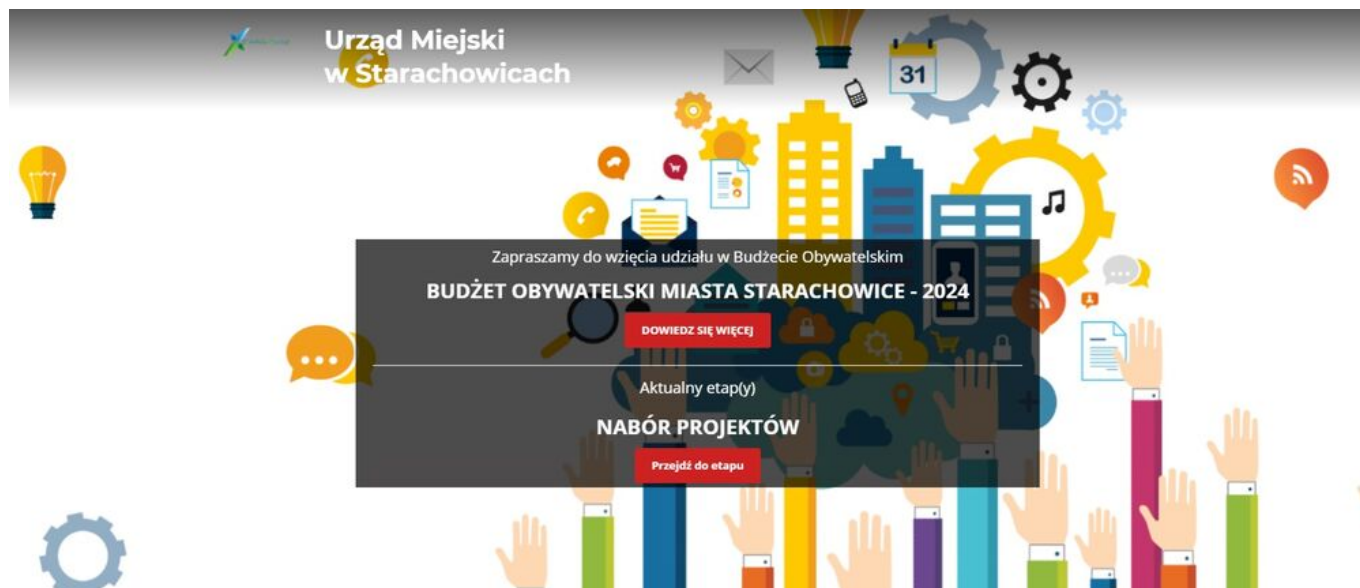 Urząd Miejski
w Starachowicach
31
Zapraszamy do wzięcia udziału w Budżecie Obywatelskim
BUDŻET OBYWATELSKI MIASTA STARACHOWICE - 2024
DOWIEDZ SIĘ WIĘCEJ
Aktualny etap(y)
NABÓR PROJEKTÓW
Przejdź do etapu